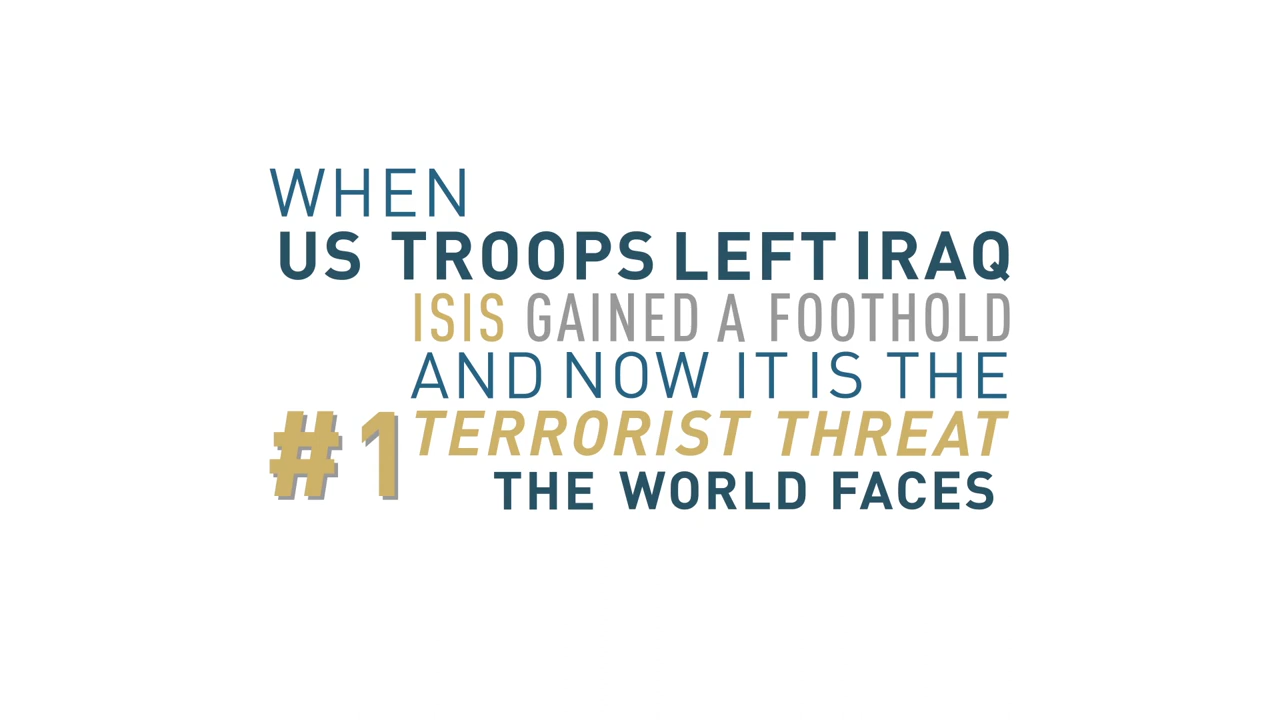 WHEN
US TROOPS LEFT IRAQ
ISIS GAINED A FOOTHOLD
AND NOW IT IS THE
#1 TERRORIST THREAT
THE WORLD FACES